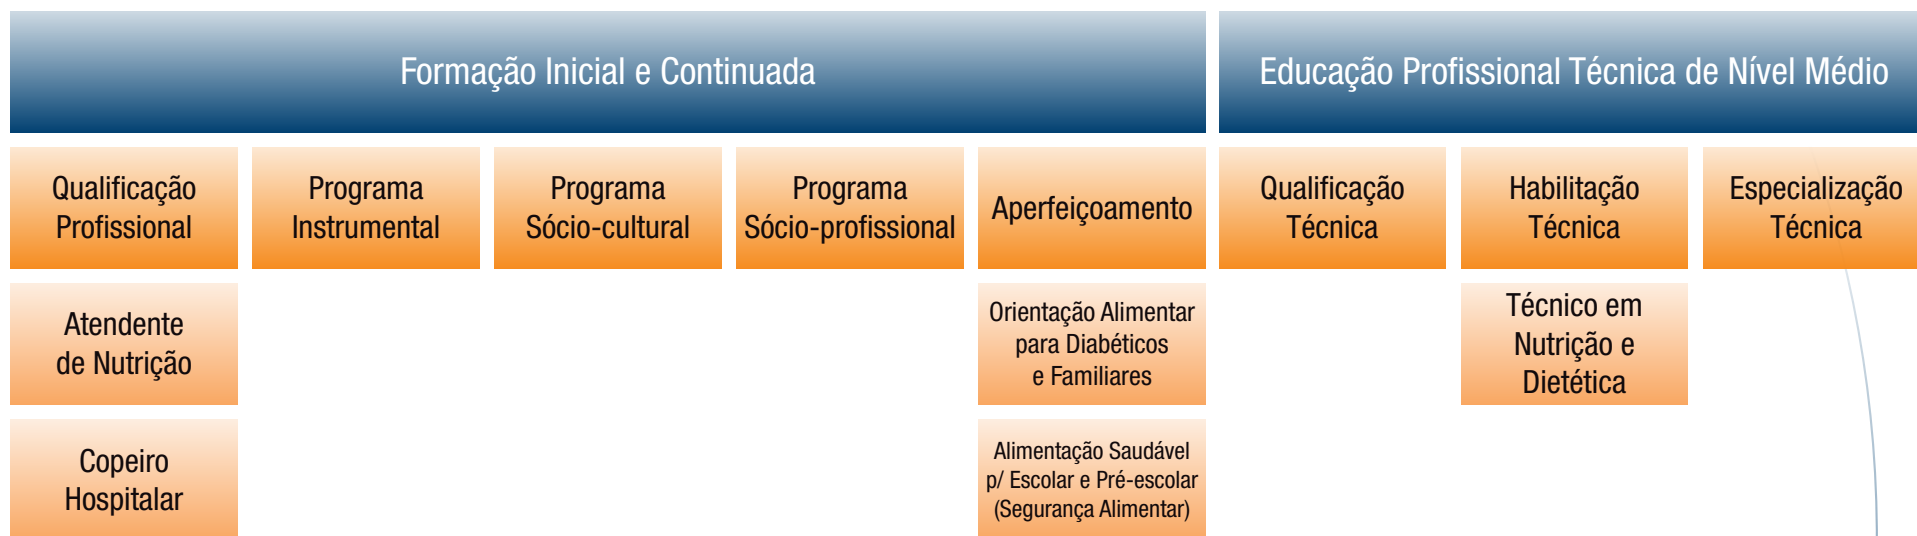 Formação Inicial e Continuada
Educação Profissional Técnica de Nível Médio
Qualificação
Profissional
Programa
Instrumental
Programa
Sócio-cultural
Programa
Sócio-profissional
Aperfeiçoamento
Qualificação
Técnica
Habilitação
Técnica
Especialização
Técnica
Atendente
de Nutrição
Orientação Alimentar
para Diabéticos
e Familiares
Técnico em
Nutrição e
Dietética
Copeiro
Hospitalar
Alimentação Saudável
p/ Escolar e Pré-escolar
(Segurança Alimentar)